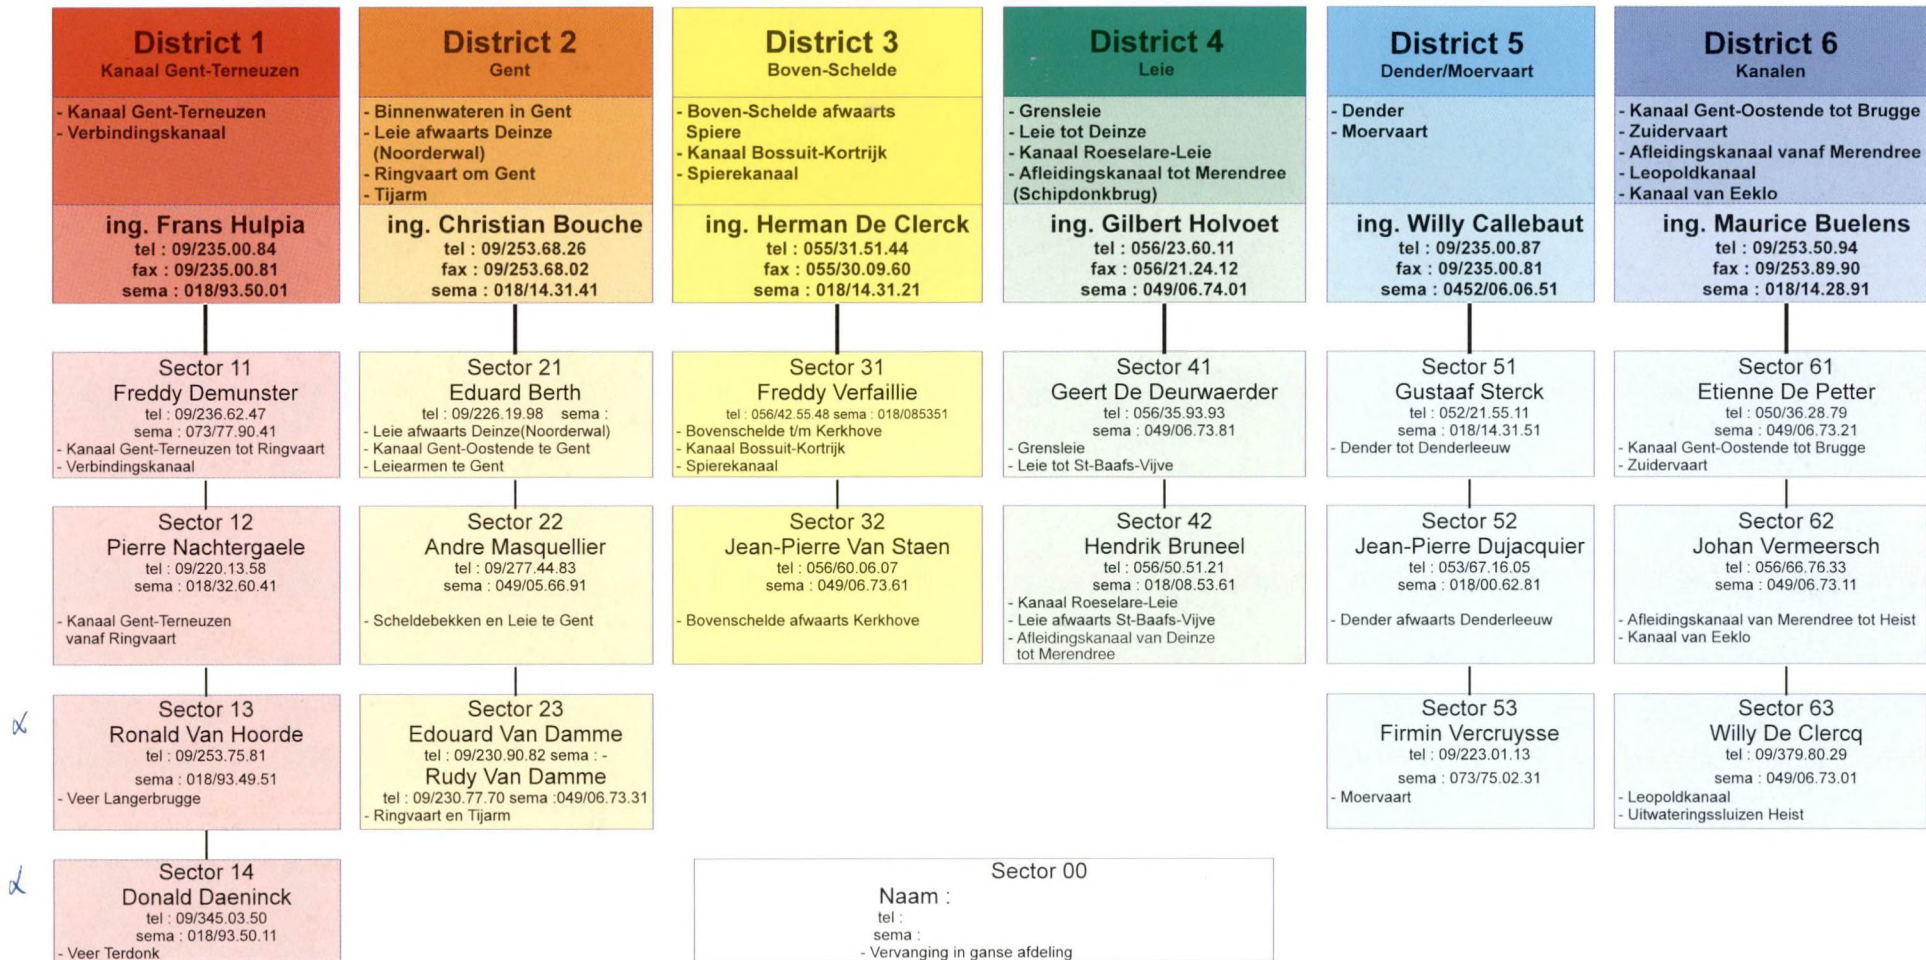 District 1
Kanaal Gent-Terneuzen
- Kanaal Gent-Terneuzen
- Verbindingskanaal
ing. Frans Hulpia
tel : 09/235.00.84
fax : 09/235.00.81
sema : 018/93.50.01
Sector 11
Freddy Demunster
tel : 09/236.62.47
sema : 073/77.90.41
- Kanaal Gent-Terneuzen tot Ringvaart
- Verbindingskanaal
Sector 12
Pierre Nachtergaele
tel : 09/220.13.58
sema : 018/32.60.41
- Kanaal Gent-Terneuzen
vanaf Ringvaart
Sector 13
Ronald Van Hoorde
tel : 09/253.75.81
sema : 018/93.49.51
- Veer Langerbrugge
Sector 14
Donald Daeninck
tel : 09/345.03.50
sema : 018/93.50.11
- Veer Terdonk
District 2
Gent
- Binnenwateren in Gent
- Leie afwaarts Deinze
(Noorderwal)
- Ringvaart om Gent
- Tijarm
ing. Christian Bouche
tel : 09/253.68.26
fax : 09/253.68.02
sema : 018/14.31.41
Sector 21
Eduard Berth
tel : 09/226.19.98 sema :
- Leie afwaarts Deinze(Noorderwal)
- Kanaal Gent-Oostende te Gent
- Leiearmen te Gent
Sector 22
Andre Masquellier
tel : 09/277.44.83
sema : 049/05.66.91
- Scheldebekken en Leie te Gent
Sector 23
Edouard Van Damme
tel : 09/230.90.82 sema : -
Rudy Van Damme
tel : 09/230.77.70 sema :049/06.73.31
- Ringvaart en Tijarm
District 3
Boven-Schelde
- Boven-Schelde afwaarts
Spiere
- Kanaal Bossuit-Kortrijk
- Spierekanaal
ing. Herman De Clerck
tel : 055/31.51.44
fax : 055/30.09.60
sema : 018/14.31.21
Sector 31
Freddy Verfaillie
tel : 056/42.55.48 sema : 018/085351
- Bovenschelde t/m Kerkhove
- Kanaal Bossuit-Kortrijk
- Spierekanaal
Sector 32
Jean-Pierre Van Staen
tel : 056/60.06.07
sema : 049/06.73.61
- Bovenschelde afwaarts Kerkhove
District 4
Leie
- Grensleie
- Leie tot Deinze
- Kanaal Roeselare-Leie
- Afleidingskanaal tot Merendree
(Schipdonkbrug)
ing. Gilbert Holvoet
tel : 056/23.60.11
fax : 056/21.24.12
sema : 049/06.74.01
Sector 41
Geert De Deurwaerder
tel : 056/35.93.93
sema : 049/06.73.81
- Grensleie
- Leie tot St-Baafs-Vijve
Sector 42
Hendrik Bruneel
tel : 056/50.51.21
sema : 018/08.53.61
- Kanaal Roeselare-Leie
- Leie afwaarts St-Baafs-Vijve
- Afleidingskanaal van Deinze
tot Merendree
District 5
Dender/Moervaart
- Dender
- Moervaart
ing. Willy Callebaut
tel : 09/235.00.87
fax : 09/235.00.81
sema : 0452/06.06.51
Sector 51
Gustaaf Sterck
tel : 052/21.55.11
sema : 018/14.31.51
- Dender tot Denderleeuw
Sector 52
Jean-Pierre Dujacquier
tel : 053/67.16.05
sema : 018/00.62.81
- Dender afwaarts Denderleeuw
Sector 53
Firmin Vercruysse
tel : 09/223.01.13
sema : 073/75.02.31
- Moervaart
District 6
Kanalen
- Kanaal Gent-Oostende tot Brugge
- Zuidervaart
- Afleidingskanaal vanaf Merendree
- Leopoldkanaal
- Kanaal van Eeklo
ing. Maurice Buelens
tel : 09/253.50.94
fax : 09/253.89.90
sema : 018/14.28.91
Sector 61
Etienne De Petter
tel : 050/36.28.79
sema : 049/06.73.21
- Kanaal Gent-Oostende tot Brugge
- Zuidervaart
Sector 62
Johan Vermeersch
tel : 056/66.76.33
sema : 049/06.73.11
- Afleidingskanaal van Merendree tot Heist
- Kanaal van Eeklo
Sector 63
Willy De Clercq
tel : 09/379.80.29
sema : 049/06.73.01
- Leopoldkanaal
- Uitwateringssluizen Heist
Sector 00
Naam :
tel :
sema :
- Vervanging in ganse afdeling